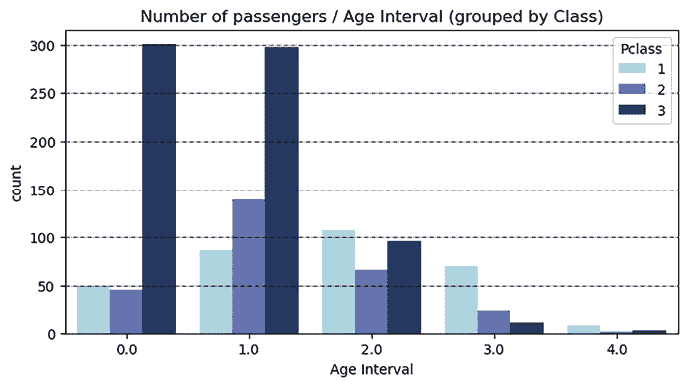 Number of passengers / Age Interval (grouped by Class)
Pclass
1
2
3
300
250
200
150
100
50
0
count
0.0 1.0 2.0 3.0 4.0
Age Interval